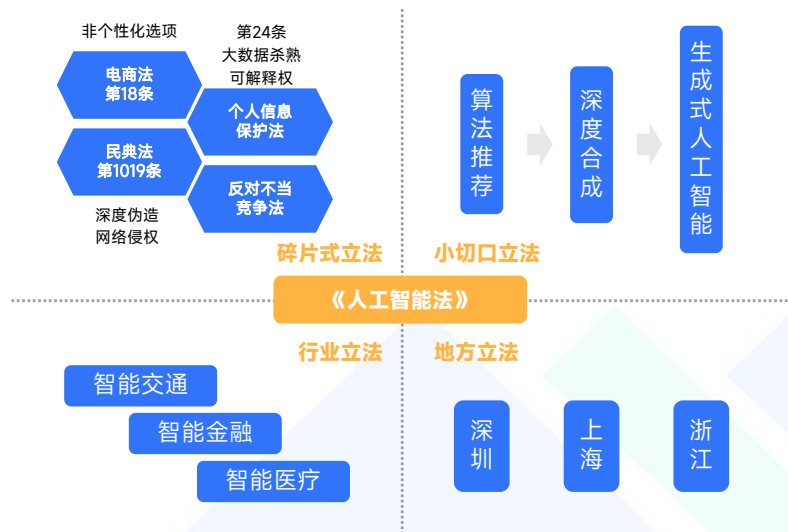 非个性化选项
电商法
第18条
第24条
大数据杀熟
可解释权
个人信息
保护法
民典法
第1019条
反对不当
竞争法
深度伪造
网络侵权
碎片式立法
算法推荐
深度合成
生成式人工智能
小切口立法
《人工智能法》
行业立法
智能交通
智能金融
智能医疗
地方立法
深圳
上海
浙江